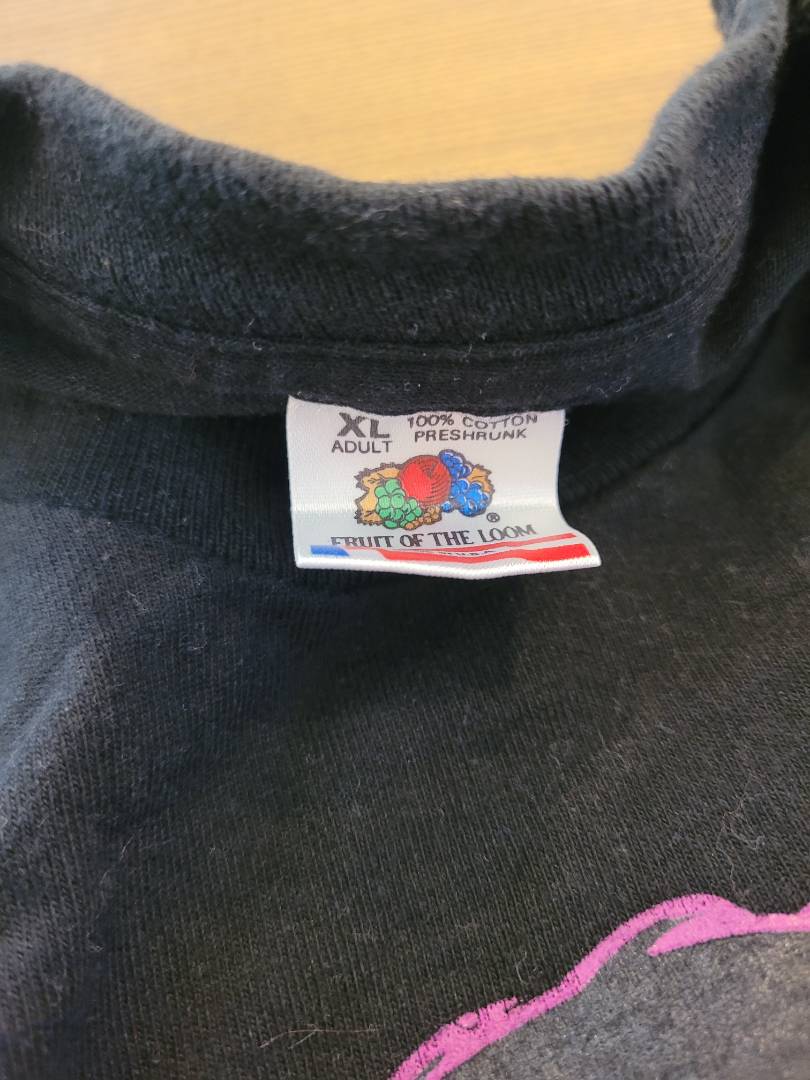 XL 100% COTTON
ADULT PRESHRUNK
®
FRUIT OF THE LOOM